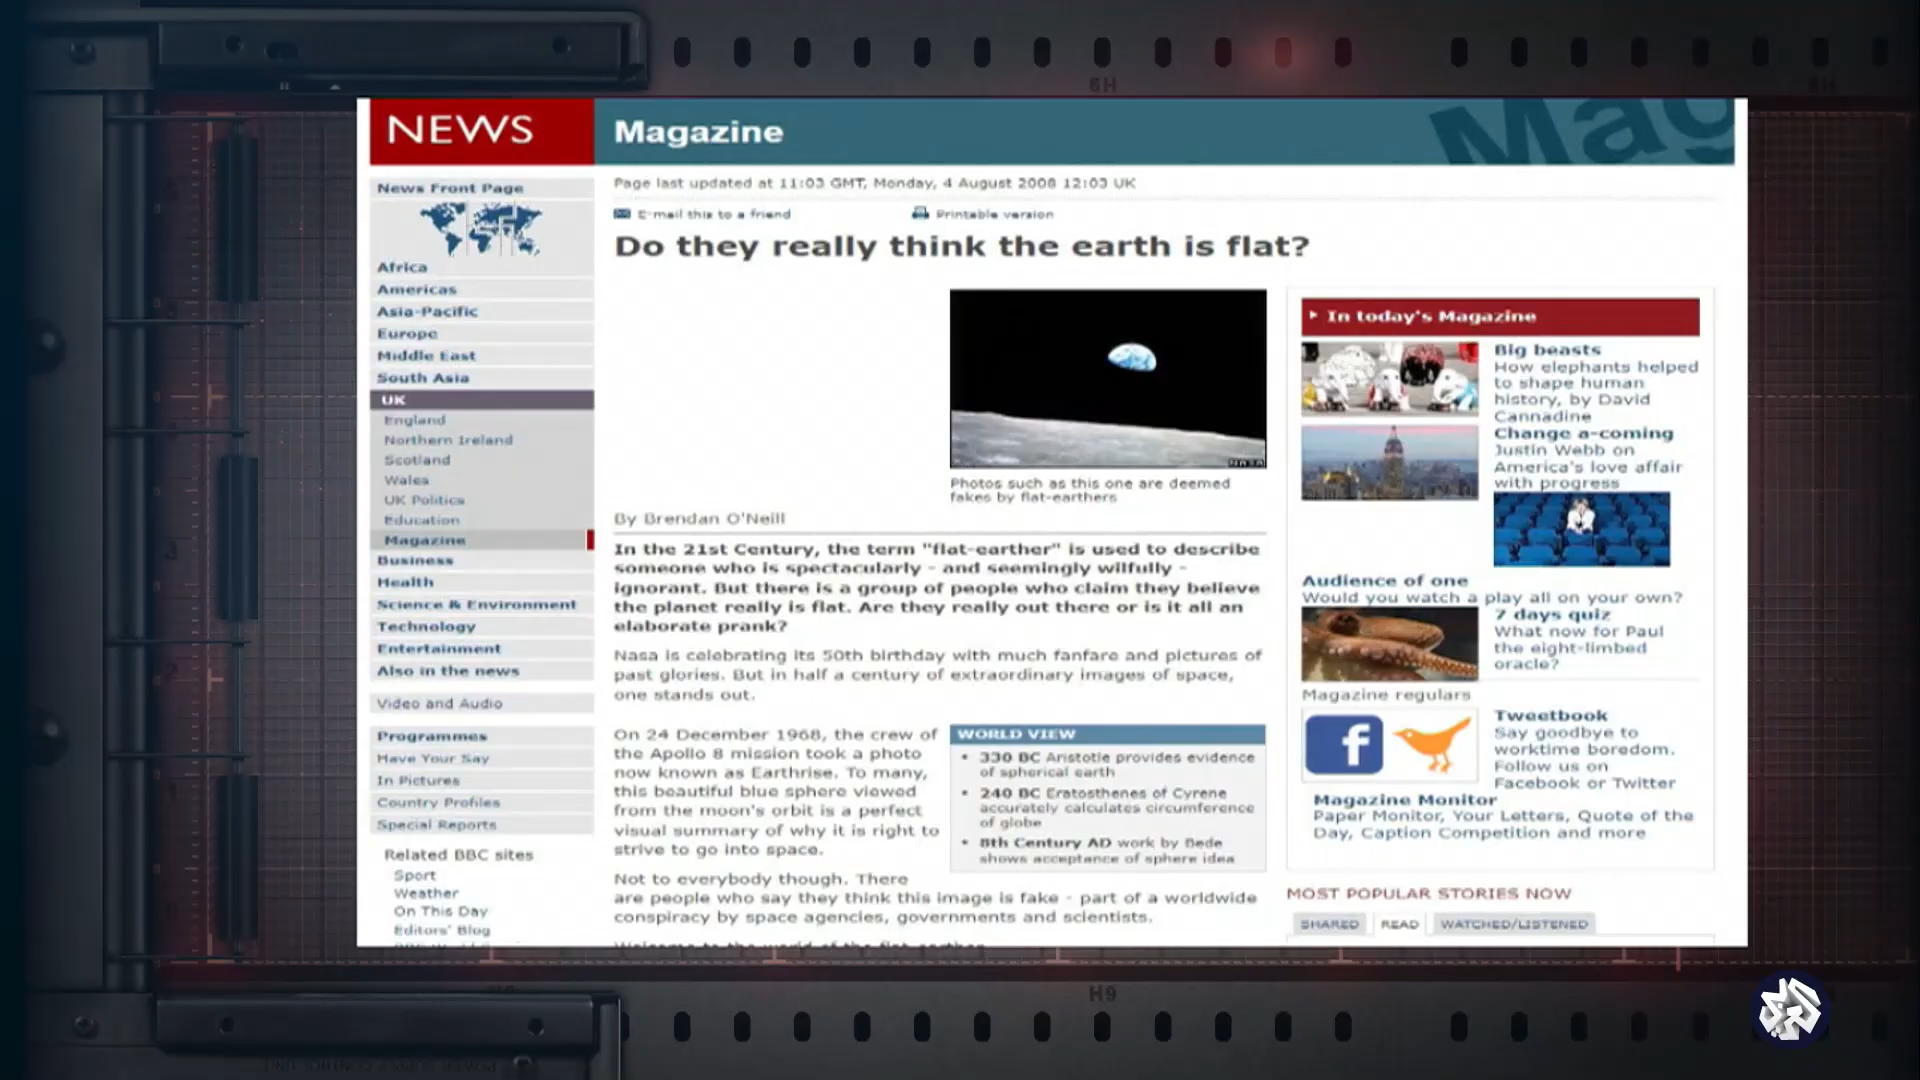 6H
NEWS
Magazine
Mag
Page last updated at 11:03 GMT, Monday, 4 August 2008 12:03 UK
E-mail this to a friend
Printable version
Do they really think the earth is flat?
News Front Page
Africa
Americas
Asia-Pacific
Europe
Middle East
South Asia
UK
England
Northern Ireland
Scotland
Wales
UK Politics
Education
Magazine
Business
Health
Science & Environment
Technology
Entertainment
Also in the news
Video and Audio
Programmes
Have Your Say
In Pictures
Country Profiles
Special Reports
Related BBC sites
Sport
Weather
On This Day
Editors' Blog
NASA
Photos such as this one are deemed
fakes by flat-earthers
By Brendan O'Neill
In the 21st Century, the term "flat-earther" is used to describe
someone who is spectacularly - and seemingly wilfully -
ignorant. But there is a group of people who claim they believe
the planet really is flat. Are they really out there or is it all an
elaborate prank?
Nasa is celebrating its 50th birthday with much fanfare and pictures of
past glories. But in half a century of extraordinary images of space,
one stands out.
On 24 December 1968, the crew of
the Apollo 8 mission took a photo
now known as Earthrise. To many,
this beautiful blue sphere viewed
from the moon's orbit is a perfect
visual summary of why it is right to
strive to go into space.
WORLD VIEW
330 BC Aristotle provides evidence
of spherical earth
240 BC Eratosthenes of Cyrene
accurately calculates circumference
of globe
8th Century AD work by Bede
shows acceptance of sphere idea
Not to everybody though. There
are people who say they think this image is fake - part of a worldwide
conspiracy by space agencies, governments and scientists.
Welcome to the world of the flat-earther
In today's Magazine
Big beasts
How elephants helped
to shape human
history, by David
Cannadine
Change a-coming
Justin Webb on
America's love affair
with progress
Audience of one
Would you watch a play all on your own?
7 days quiz
What now for Paul
the eight-limbed
oracle?
Magazine regulars
f
Tweetbook
Say goodbye to
worktime boredom.
Follow us on
Facebook or Twitter
Magazine Monitor
Paper Monitor, Your Letters, Quote of the
Day, Caption Competition and more
MOST POPULAR STORIES NOW
SHARED
READ
WATCHED/LISTENED
H9